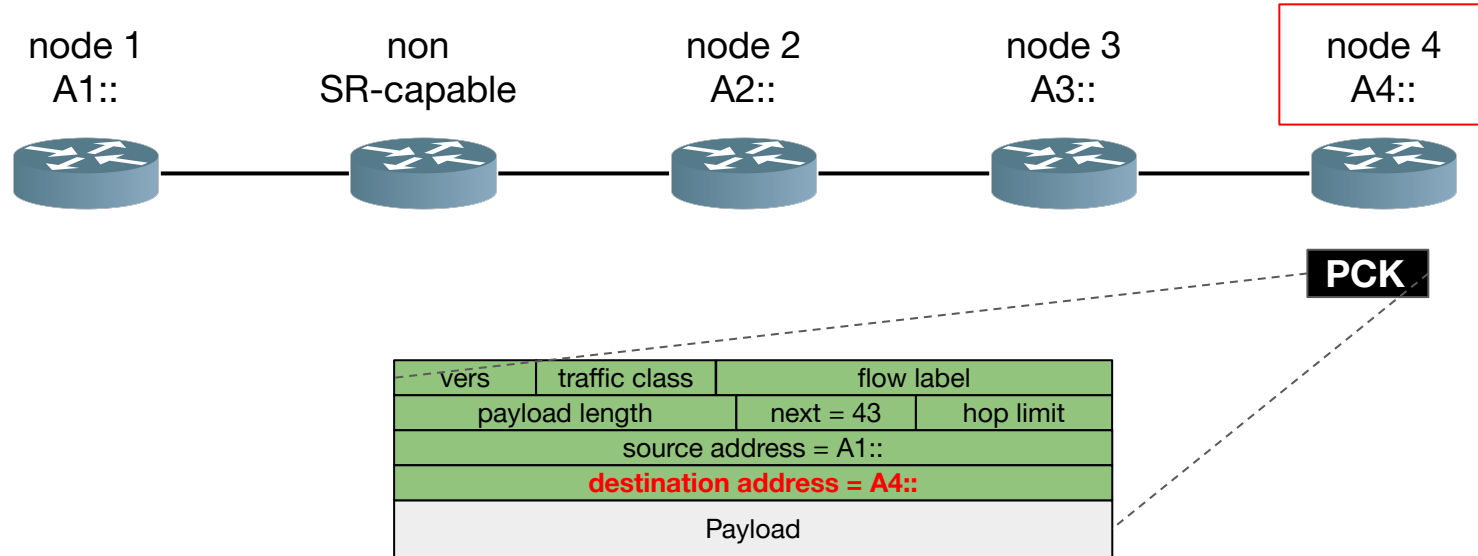 node 1
A1::
non
SR-capable
node 2
A2::
node 3
A3::
node 4
A4::
PCK
vers traffic class flow label
payload length next = 43 hop limit
source address = A1::
destination address = A4::
Payload